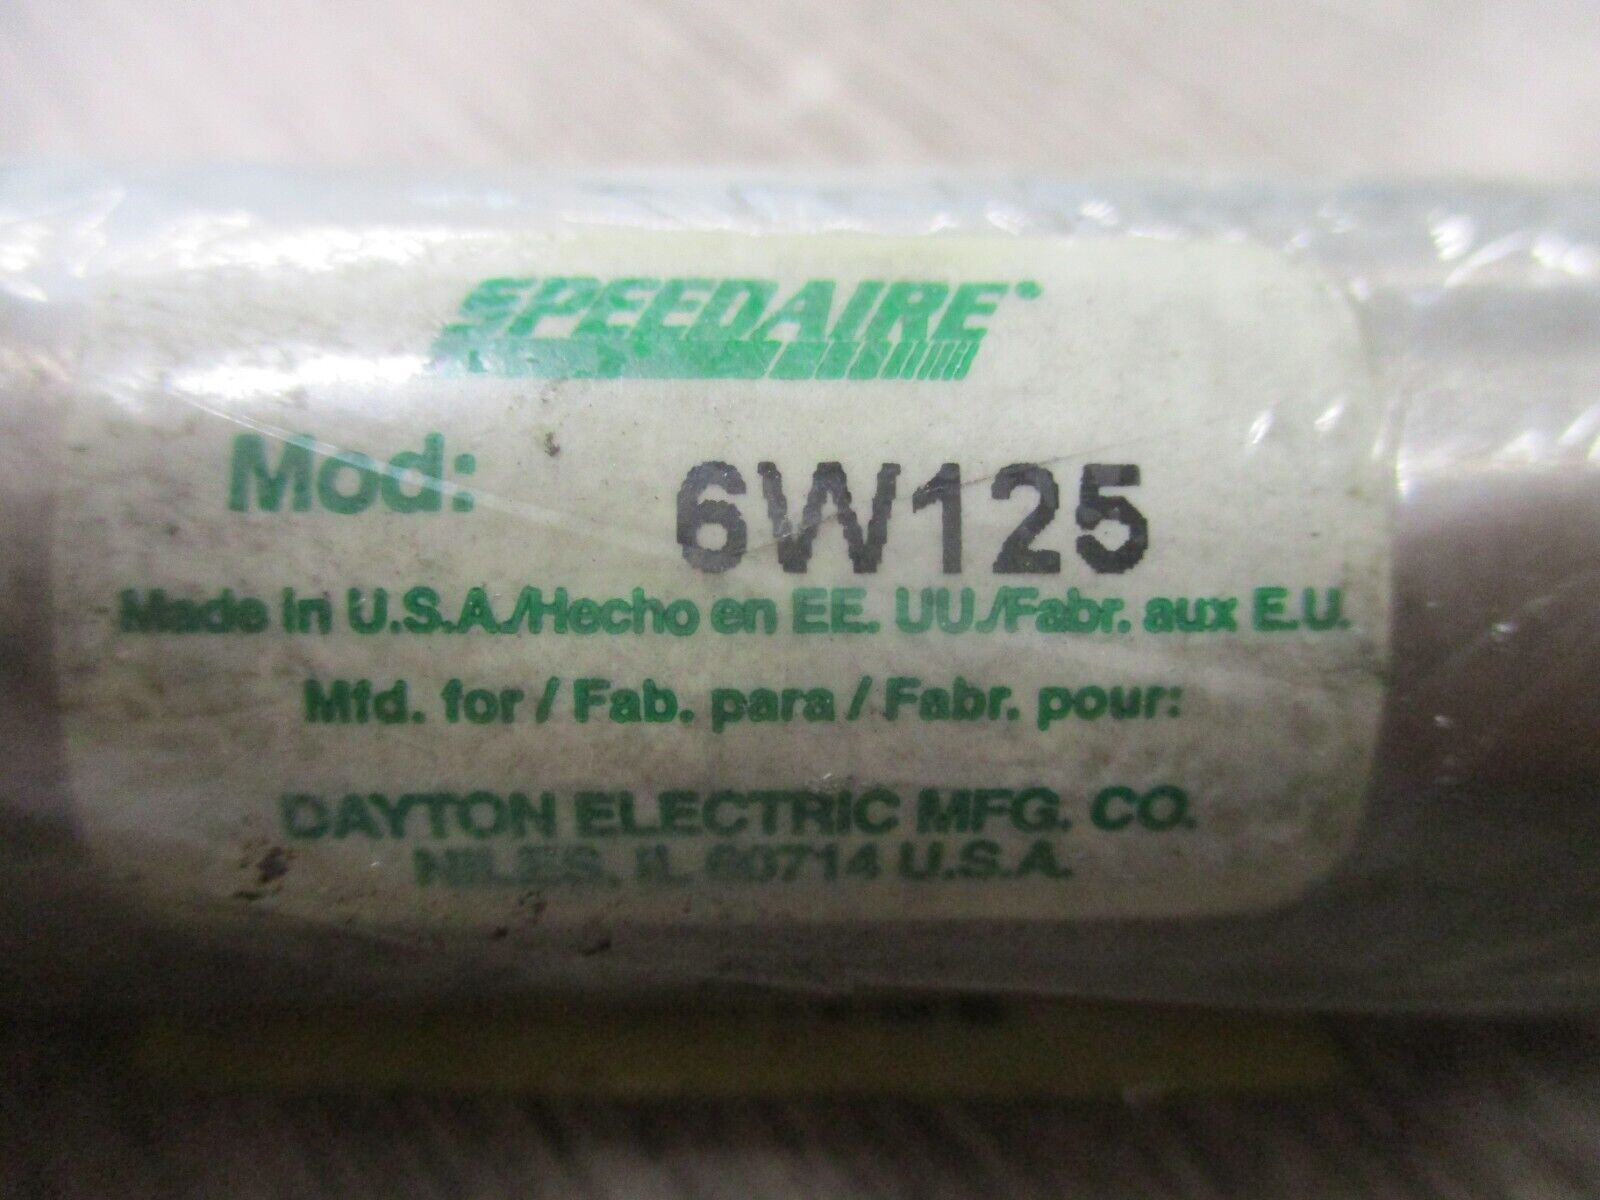 SPEEDAIRE®
Mod: 6W125
Made in U.S.A./Hecho en EE. UU./Fabr. aux E.U.
Mfd. for / Fab. para / Fabr. pour:
DAYTON ELECTRIC MFG. CO.
NILES, IL 60714 U.S.A.